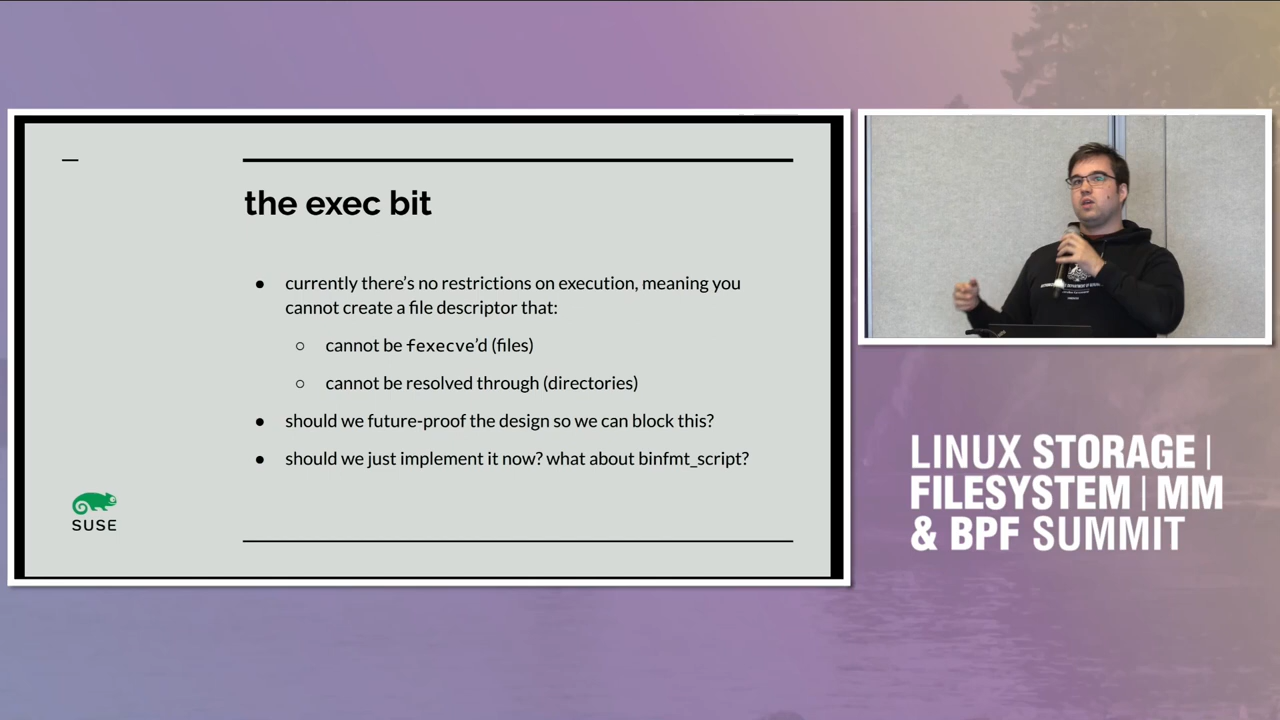 the exec bit
● currently there's no restrictions on execution, meaning you
cannot create a file descriptor that:
○ cannot be fexecve'd (files)
○ cannot be resolved through (directories)
● should we future-proof the design so we can block this?
● should we just implement it now? what about binfmt_script?
SUSE
LINUX STORAGE |
FILESYSTEM | MM
& BPF SUMMIT